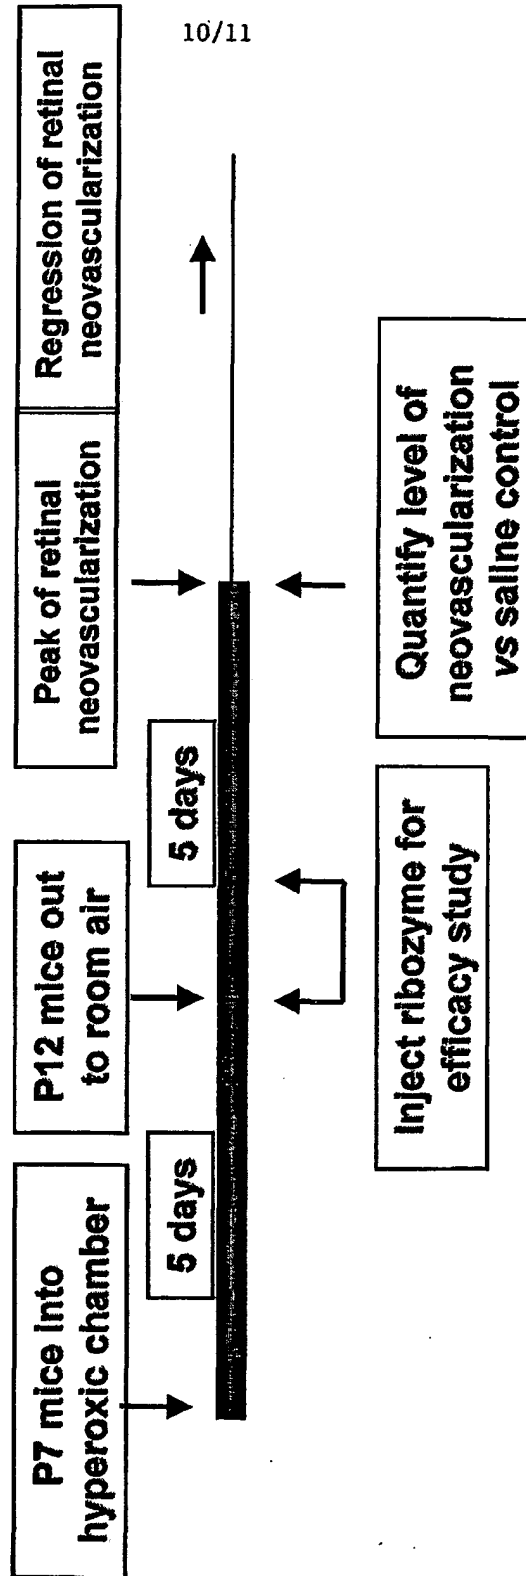 10/11
P7 mice into
hyperoxic chamber
P12 mice out
to room air
Peak of retinal
neovascularization
Regression of retinal
neovascularization
5 days
5 days
Inject ribozyme for
efficacy study
Quantify level of
neovascularization
vs saline control